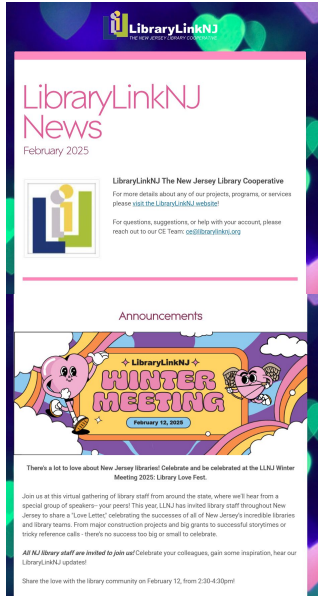 LibraryLinkNJ
THE NEW JERSEY LIBRARY COOPERATIVE
LibraryLinkNJ
News
February 2025
LibraryLinkNJ The New Jersey Library Cooperative
For more details about any of our projects, programs, or services
please visit the LibraryLinkNJ website!
For questions, suggestions, or help with your account, please
reach out to our CE Team: ce@librarylinknj.org
Announcements
LibraryLinkNJ
WINTER
MEETING
February 12, 2025
There's a lot to love about New Jersey libraries! Celebrate and be celebrated at the LLNJ Winter
Meeting 2025: Library Love Fest.
Join us at this virtual gathering of library staff from around the state, where we'll hear from a
special group of speakers– your peers! This year, LLNJ has invited library staff throughout New
Jersey to share a "Love Letter," celebrating the successes of all of New Jersey's incredible libraries
and library teams. From major construction projects and big grants to successful storytimes or
tricky reference calls - there's no success too big or small to celebrate.
All NJ library staff are invited to join us! Celebrate your colleagues, gain some inspiration, hear our
LibraryLinkNJ updates!
Share the love with the library community on February 12, from 2:30-4:30pm!